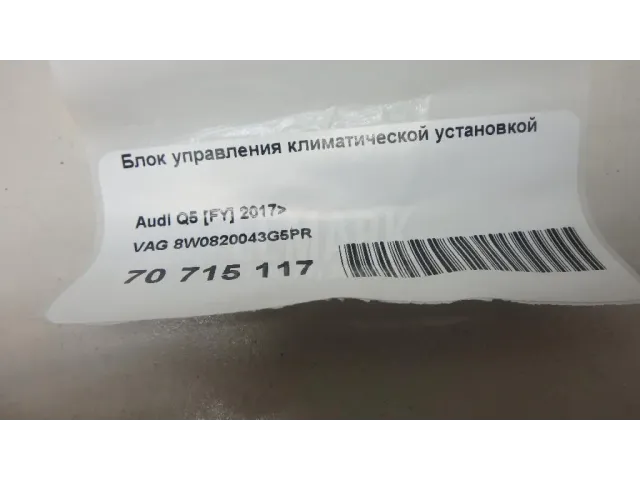 Блок управления климатической установкой
Audi Q5 [FY] 2017>
VAG 8W0820043G5PR
70 715 117